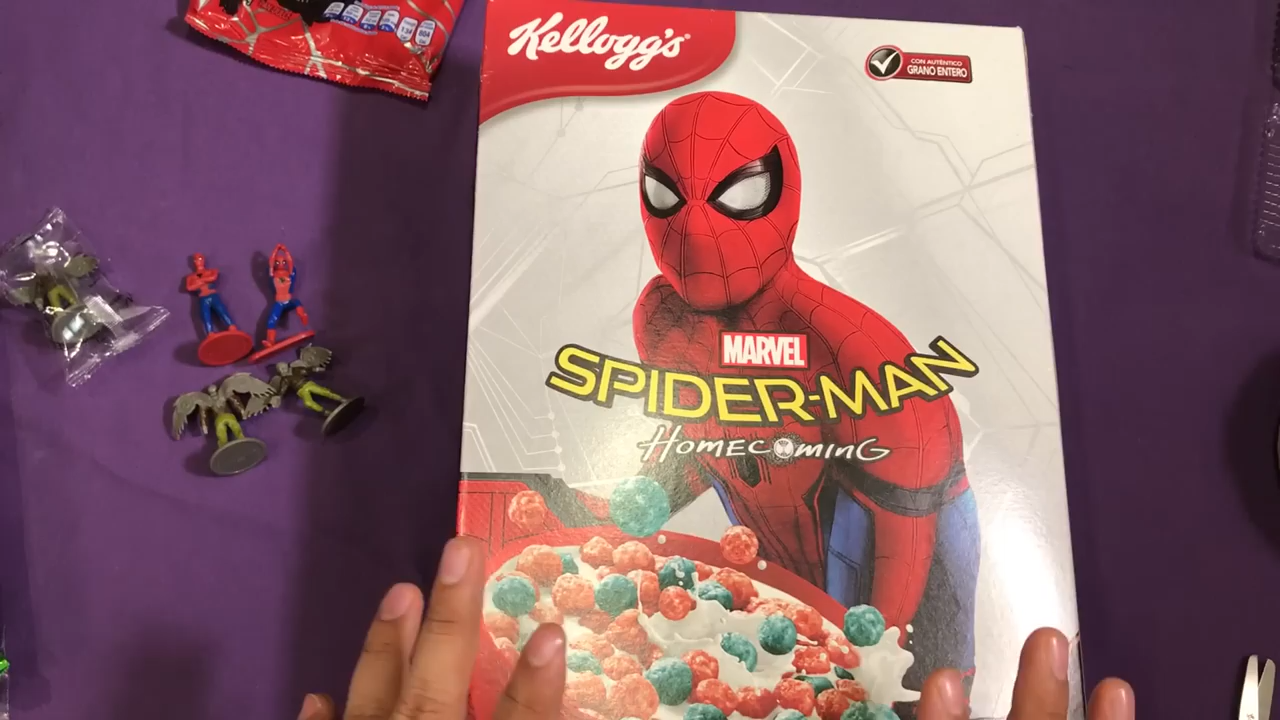 Kellogg's
CON AUTÉNTICO
GRANO ENTERO
MARVEL
SPIDER-MAN
HOMECOMING